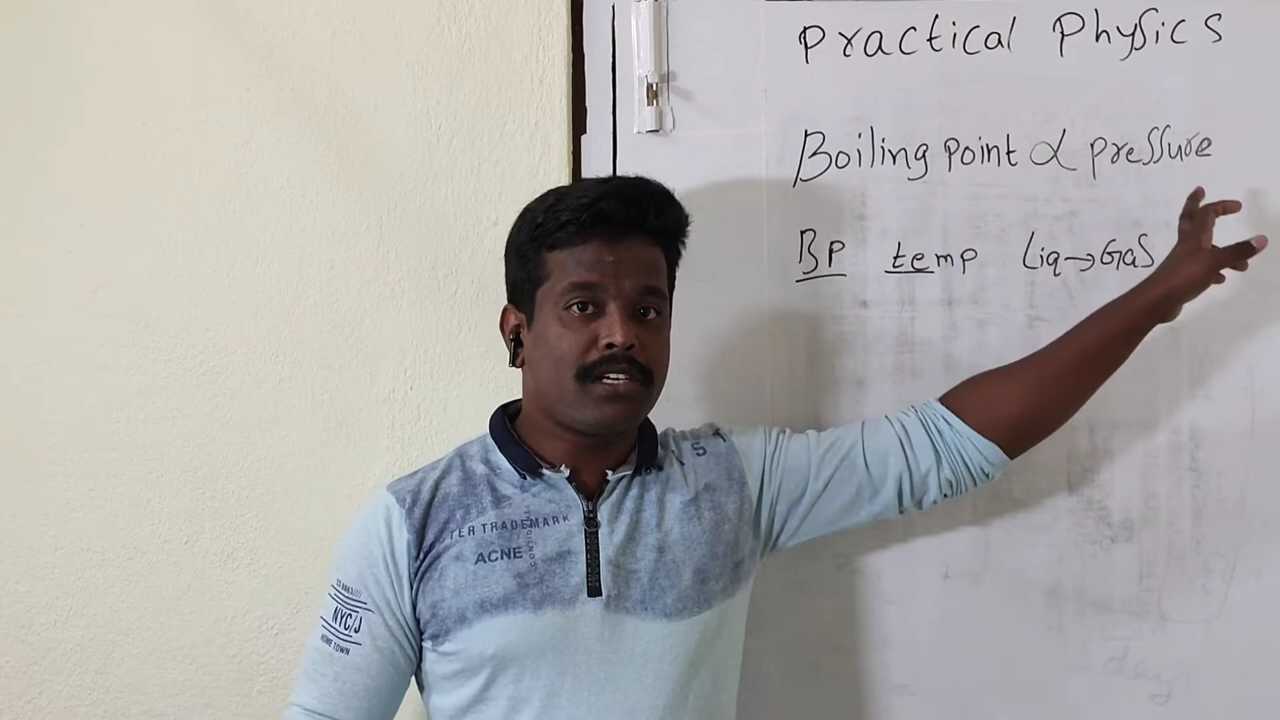 Practical Physics
Boiling point ∝ pressure
BP temp Liq→Gas
TER TRADEMARK
ACNE
NYC/J
HOME TOWN